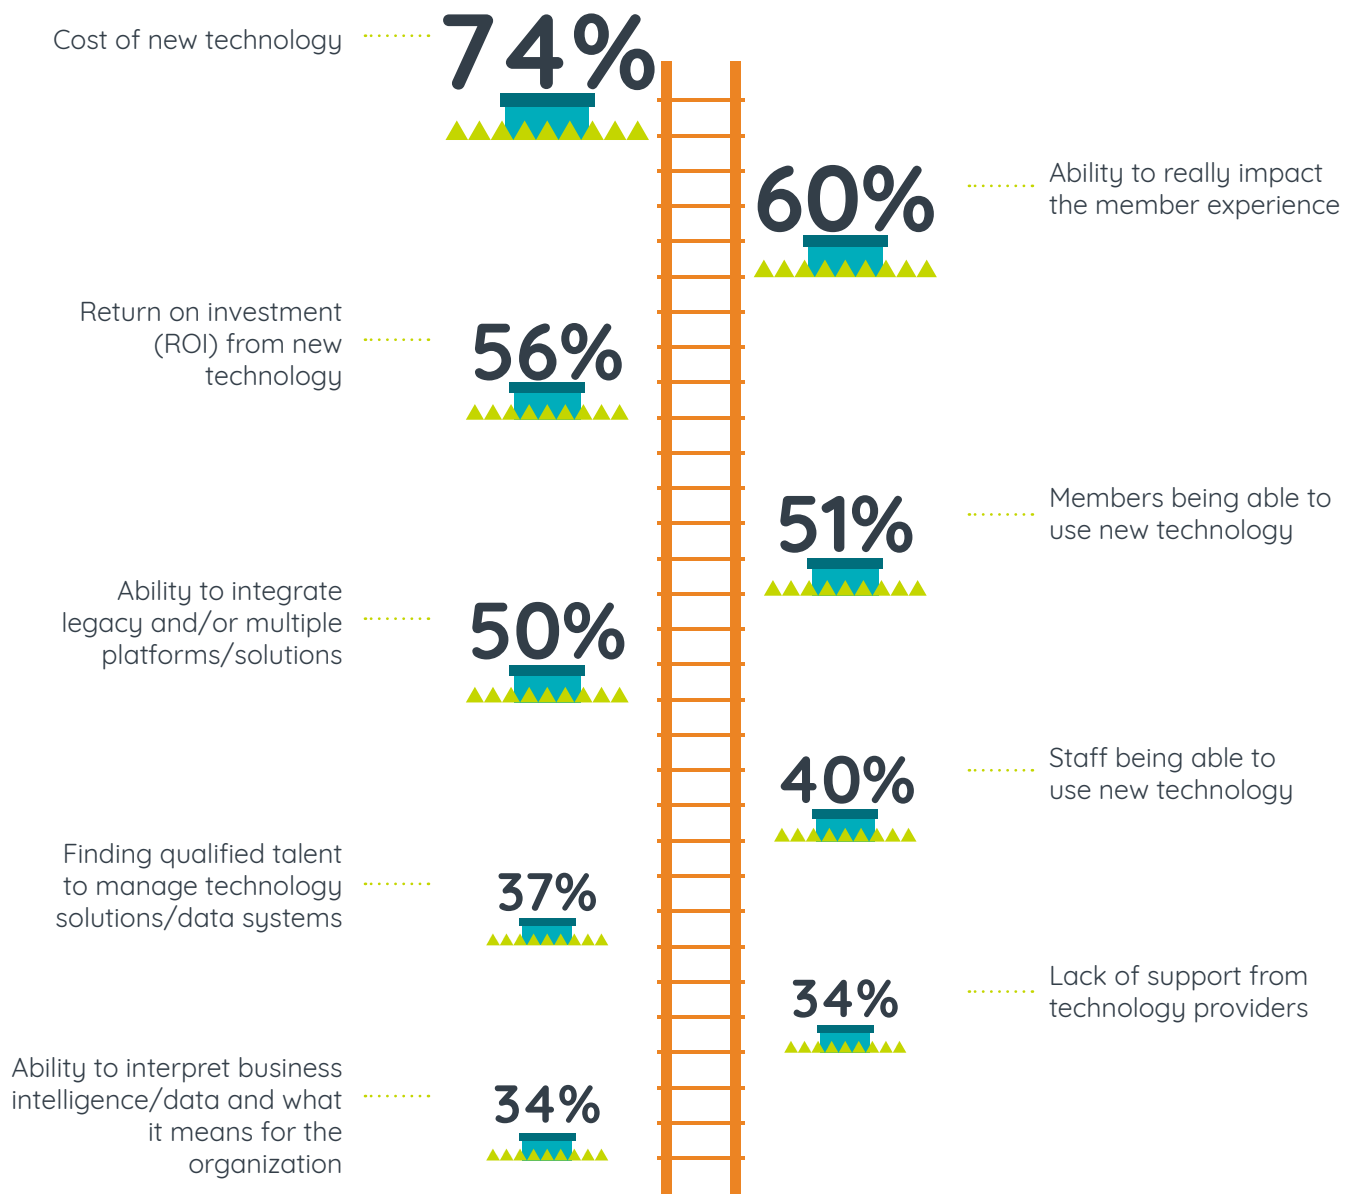 Cost of new technology
74%
60%
Ability to really impact
the member experience
Return on investment
(ROI) from new
technology
56%
51%
Members being able to
use new technology
Ability to integrate
legacy and/or multiple
platforms/solutions
50%
40%
Staff being able to
use new technology
Finding qualified talent
to manage technology
solutions/data systems
37%
34%
Lack of support from
technology providers
Ability to interpret business
intelligence/data and what
it means for the
organization
34%